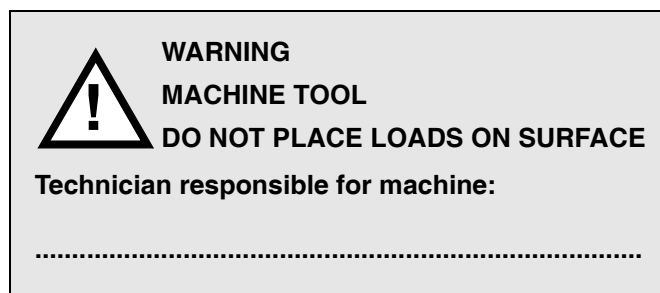 WARNING
MACHINE TOOL
DO NOT PLACE LOADS ON SURFACE
Technician responsible for machine:
................................................................................